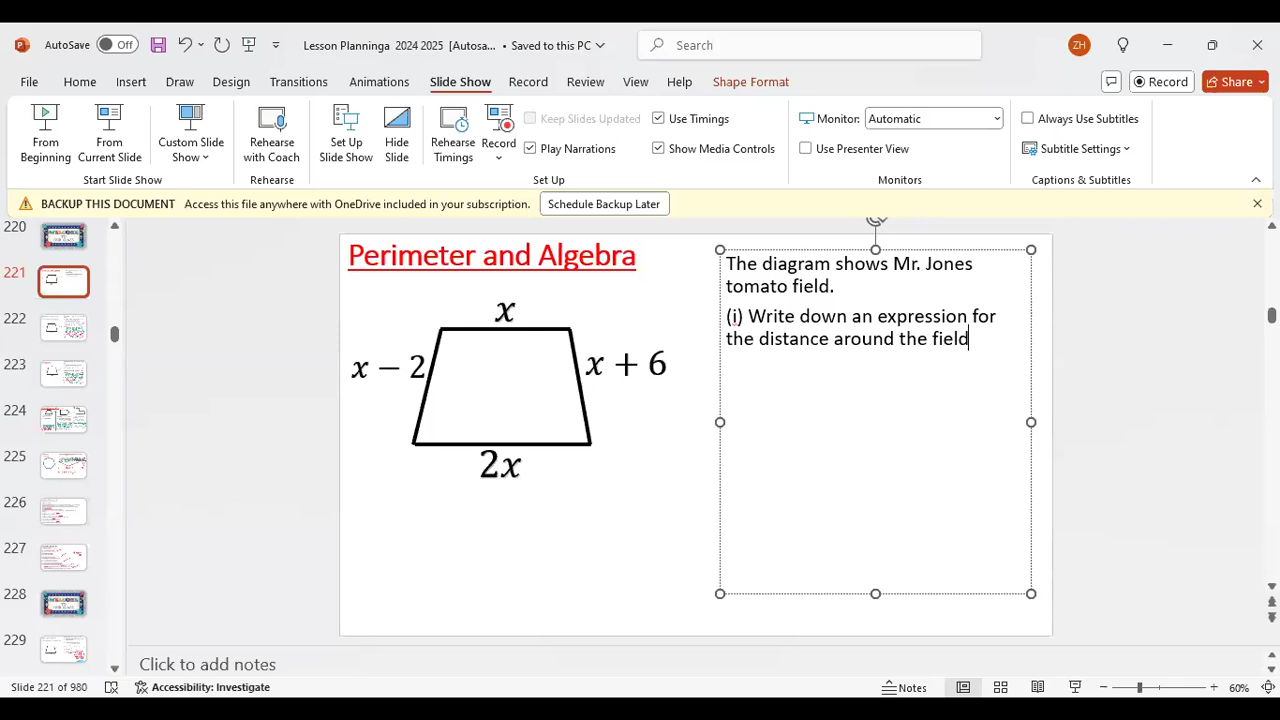 AutoSave Off Lesson Planninga 2024 2025 [Autosa... • Saved to this PC Search ZH
File Home Insert Draw Design Transitions Animations Slide Show Record Review View Help Shape Format Record Share
From Beginning
From Current Slide
Custom Slide Show
Start Slide Show
Rehearse with Coach
Rehearse
Set Up Slide Show
Hide Slide
Rehearse Timings
Record
Keep Slides Updated
Play Narrations
Use Timings
Show Media Controls
Set Up
Monitor: Automatic
Use Presenter View
Monitors
Always Use Subtitles
Subtitle Settings
Captions & Subtitles
BACKUP THIS DOCUMENT Access this file anywhere with OneDrive included in your subscription. Schedule Backup Later
220
221
222
223
224
225
226
227
228
229
Perimeter and Algebra
x
x − 2
x + 6
2x
The diagram shows Mr. Jones
tomato field.
(i) Write down an expression for
the distance around the field
Click to add notes
Slide 221 of 980 Accessibility: Investigate Notes 60%